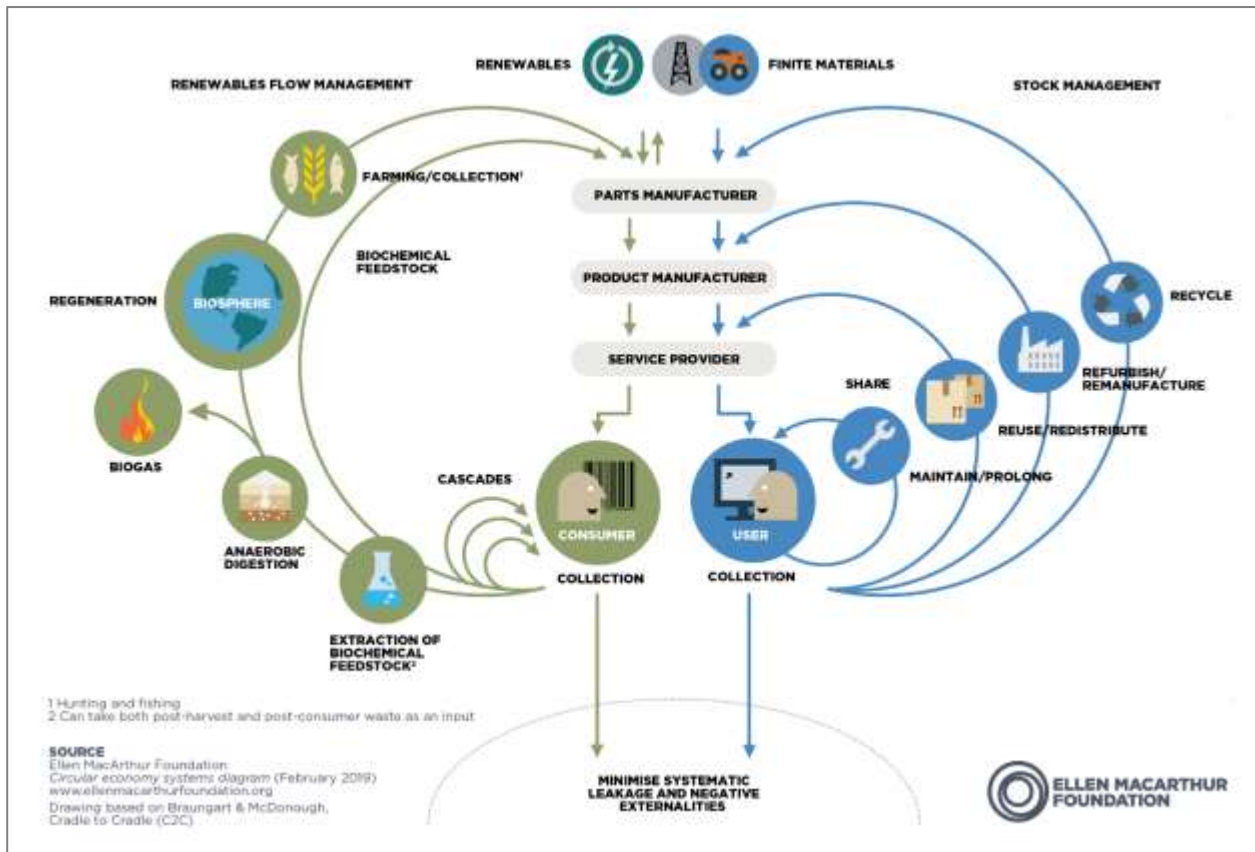 RENEWABLES
FINITE MATERIALS
RENEWABLES FLOW MANAGEMENT
STOCK MANAGEMENT
FARMING/COLLECTION¹
PARTS MANUFACTURER
BIOCHEMICAL
FEEDSTOCK
PRODUCT MANUFACTURER
REGENERATION
BIOSPHERE
RECYCLE
SERVICE PROVIDER
SHARE
REFURBISH/
REMANUFACTURE
REUSE/REDISTRIBUTE
BIOGAS
CASCADES
MAINTAIN/PROLONG
CONSUMER
USER
ANAEROBIC
DIGESTION
COLLECTION
COLLECTION
EXTRACTION OF
BIOCHEMICAL
FEEDSTOCK²
1 Hunting and fishing
2 Can take both post-harvest and post-consumer waste as an input
SOURCE
Ellen MacArthur Foundation
Circular economy systems diagram (February 2019)
www.ellenmacarthurfoundation.org
Drawing based on Braungart & McDonough,
Cradle to Cradle (C2C)
MINIMISE SYSTEMATIC
LEAKAGE AND NEGATIVE
EXTERNALITIES
ELLEN MACARTHUR
FOUNDATION